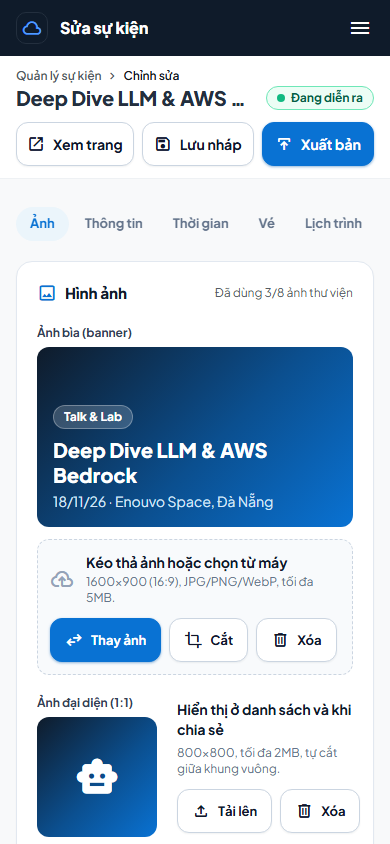 Sửa sự kiện
Quản lý sự kiện > Chỉnh sửa
Deep Dive LLM & AWS ...
Đang diễn ra
Xem trang
Lưu nháp
Xuất bản
Ảnh
Thông tin
Thời gian
Vé
Lịch trình
Hình ảnh
Đã dùng 3/8 ảnh thư viện
Ảnh bìa (banner)
Talk & Lab
Deep Dive LLM & AWS
Bedrock
18/11/26 · Enouvo Space, Đà Nẵng
Kéo thả ảnh hoặc chọn từ máy
1600×900 (16:9), JPG/PNG/WebP, tối đa
5MB.
Thay ảnh
Cắt
Xóa
Ảnh đại diện (1:1)
Hiển thị ở danh sách và khi
chia sẻ
800×800, tối đa 2MB, tự cắt
giữa khung vuông.
Tải lên
Xóa